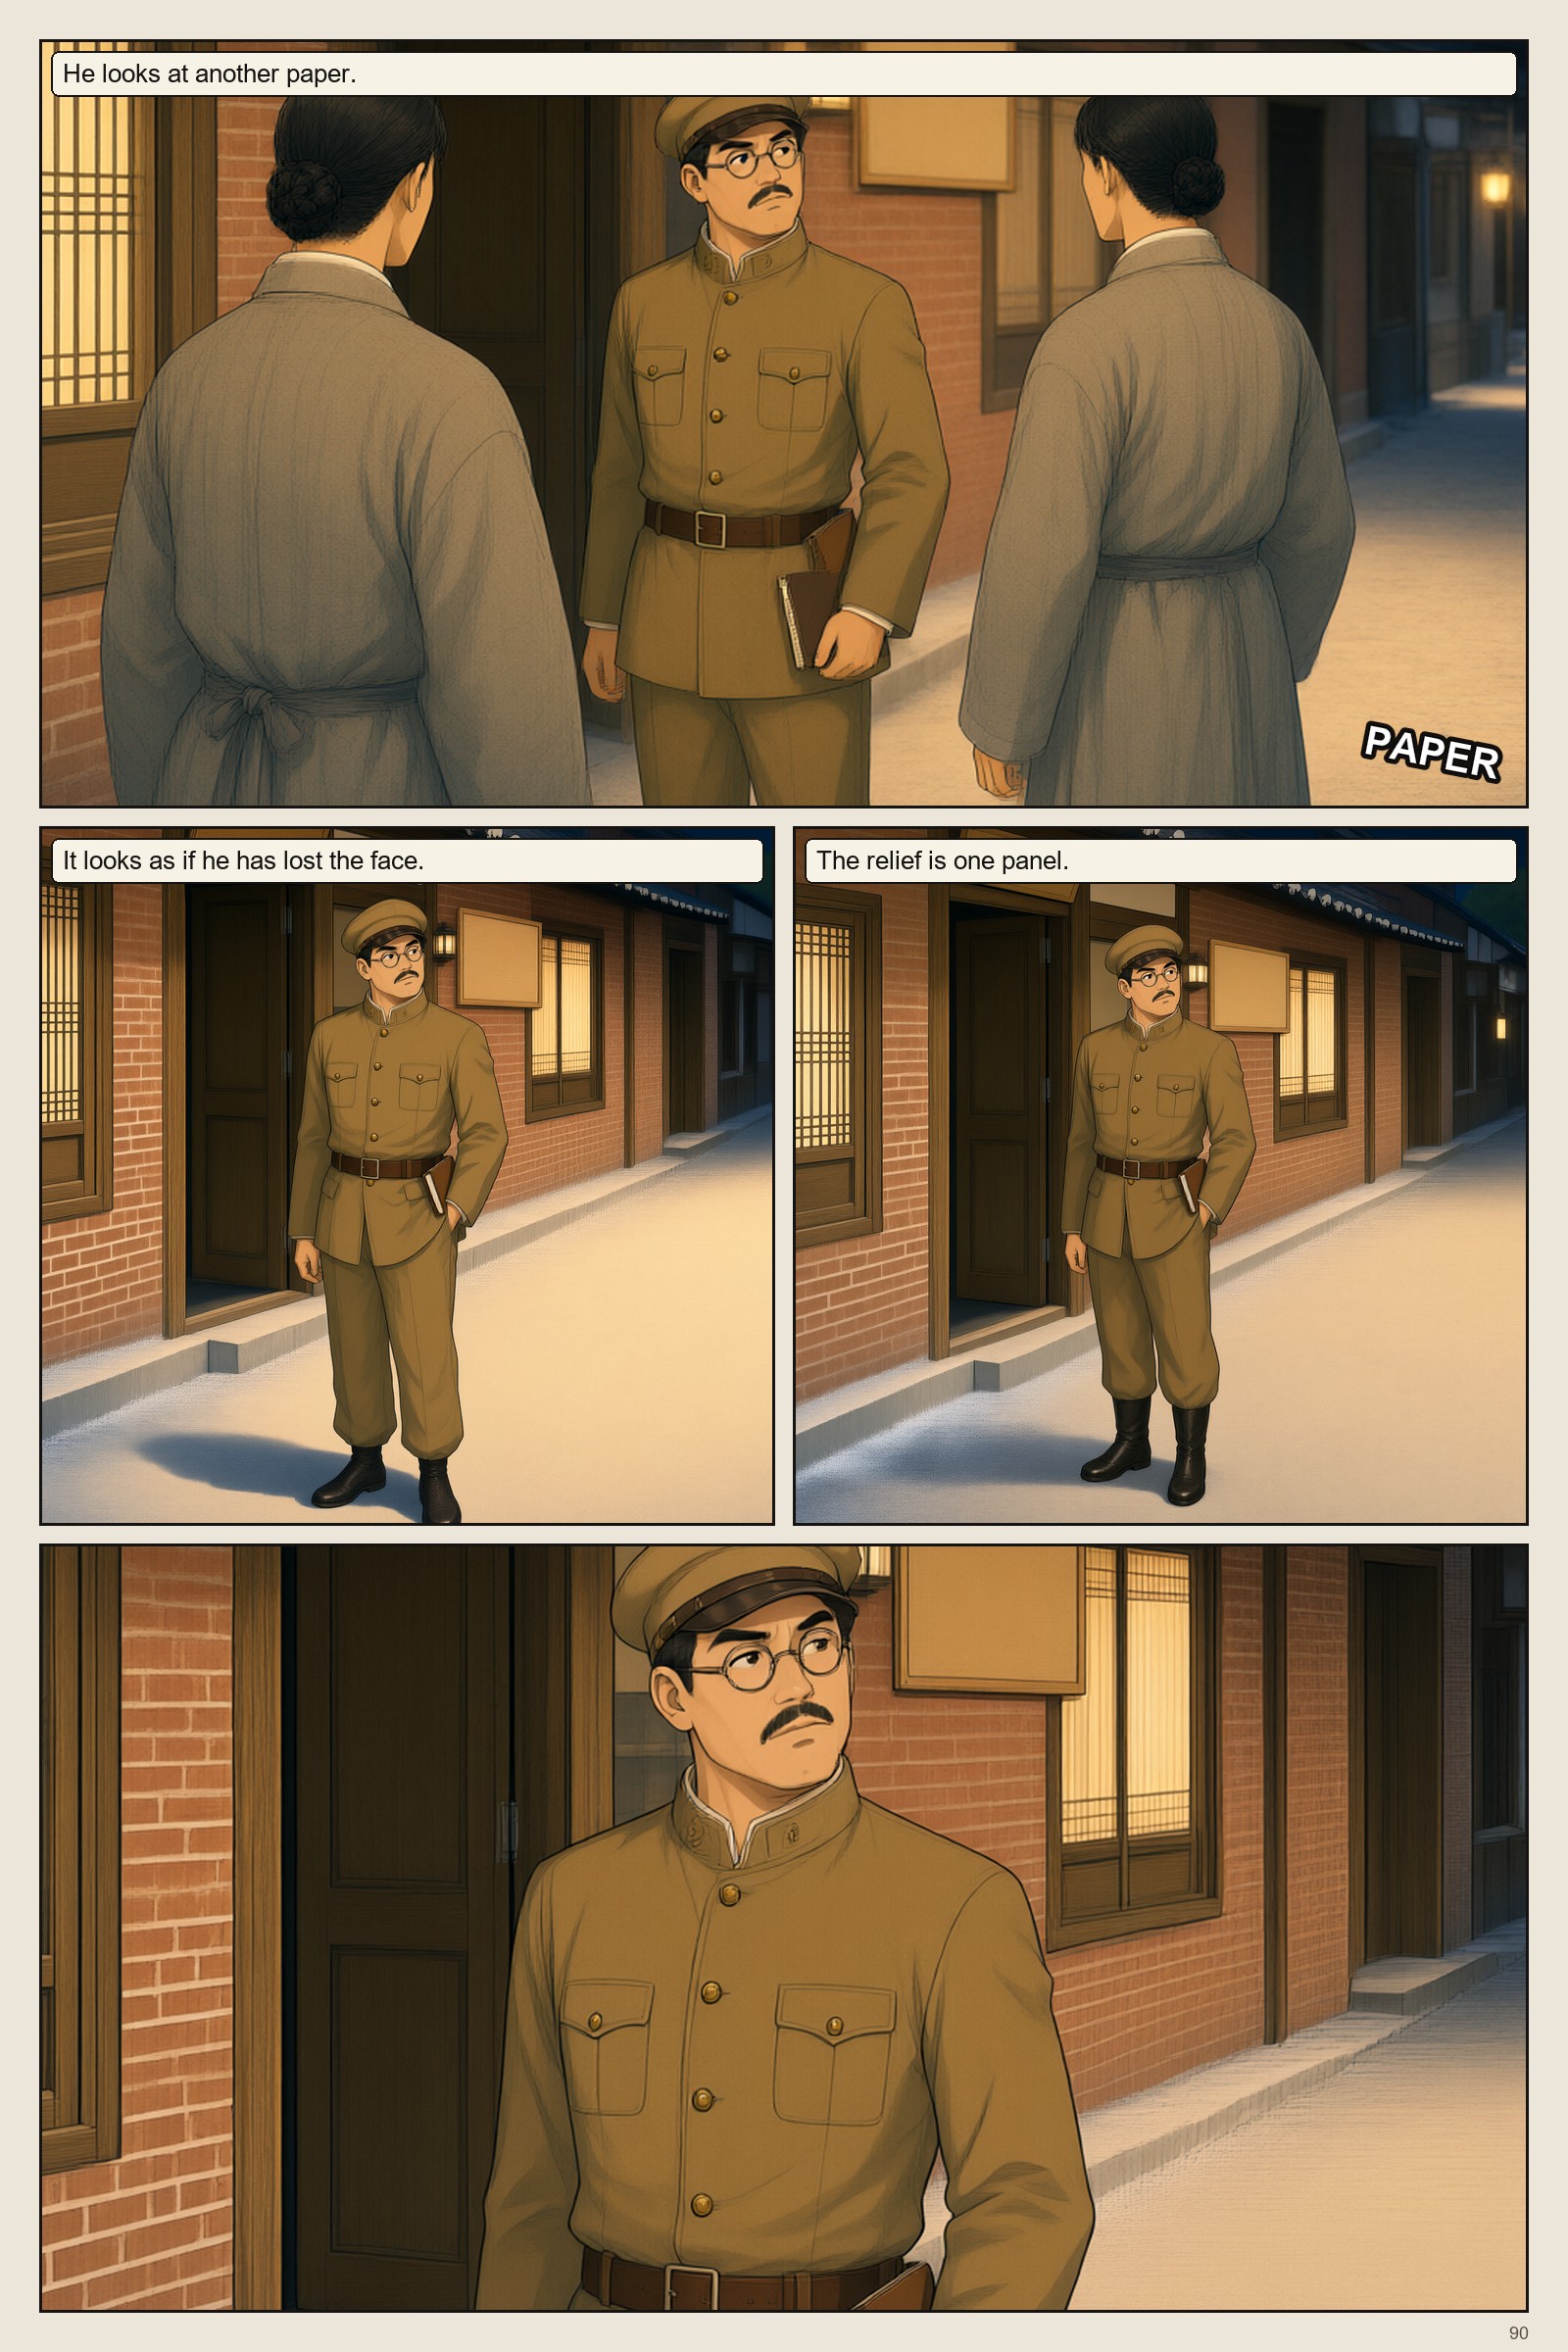 He looks at another paper.
PAPER
It looks as if he has lost the face.
The relief is one panel.
90